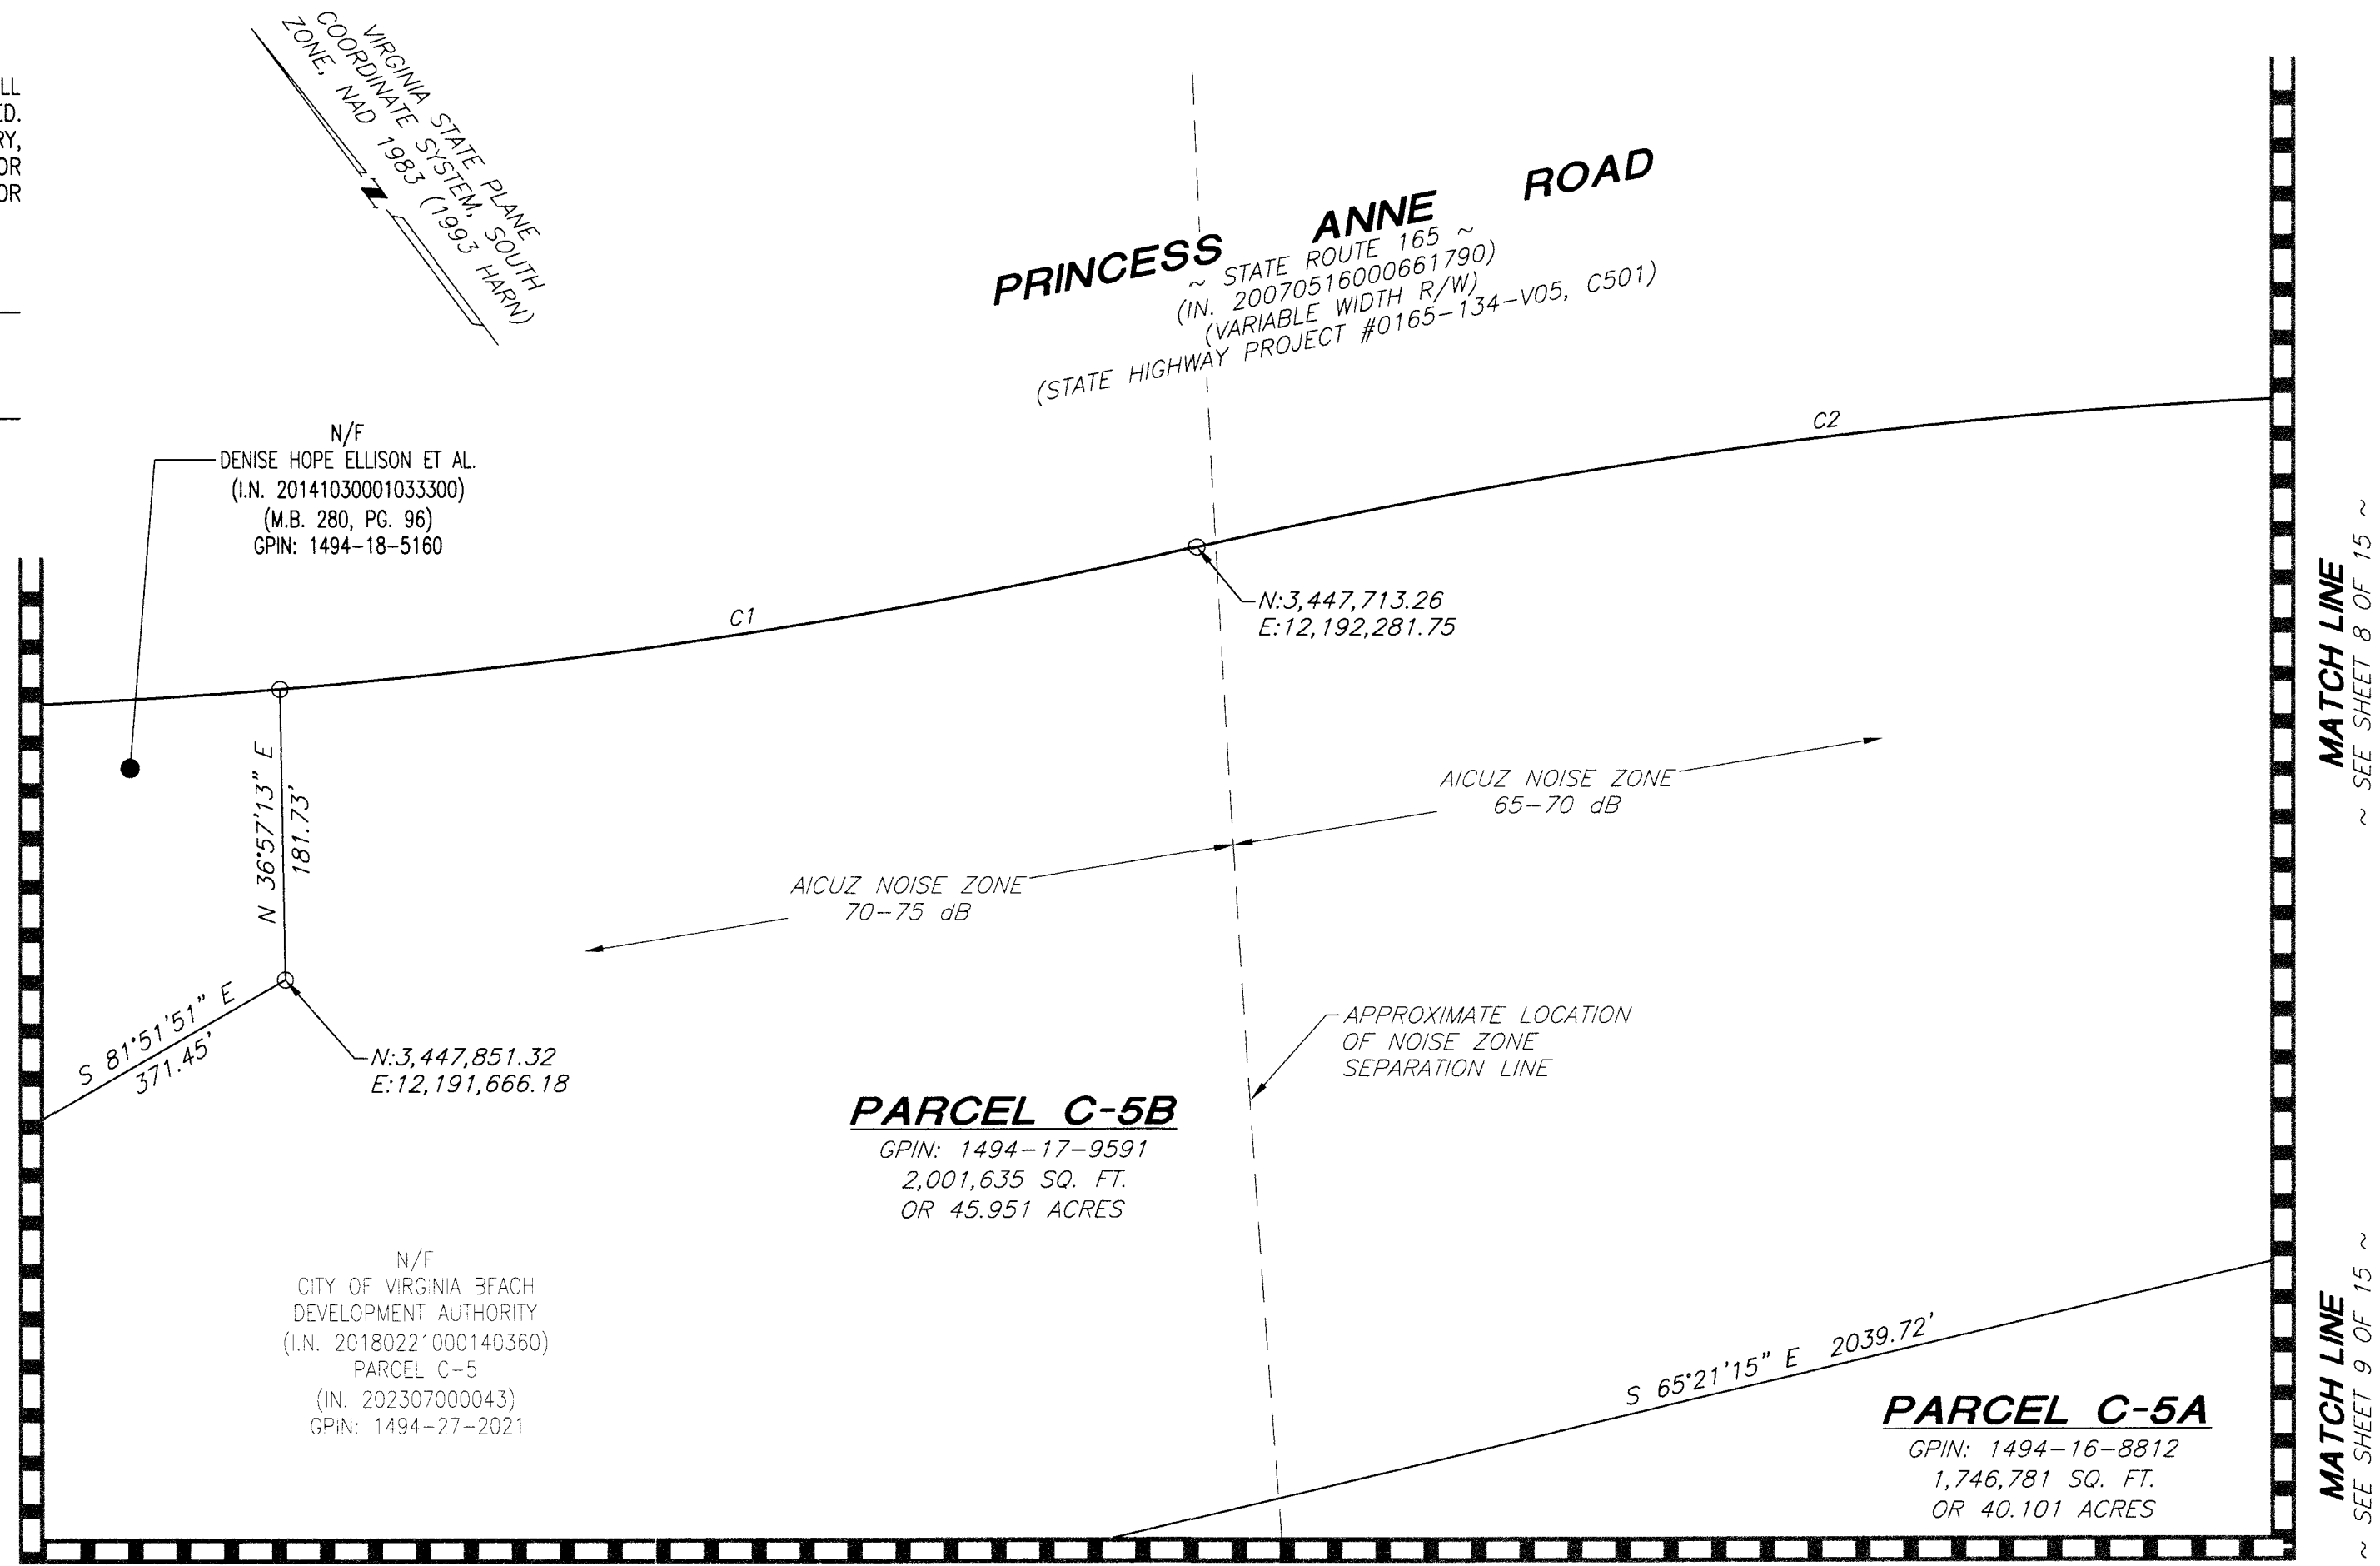 LL
ED.
RY,
OR
OR
VIRGINIA STATE PLANE
COORDINATE SYSTEM, SOUTH
ZONE, NAD 1983 (1993 HARN)
N
PRINCESS ANNE ROAD
~ STATE ROUTE 165 ~
(IN. 20070516000661790)
(VARIABLE WIDTH R/W)
(STATE HIGHWAY PROJECT #0165-134-V05, C501)
N/F
DENISE HOPE ELLISON ET AL.
(I.N. 20141030001033300)
(M.B. 280, PG. 96)
GPIN: 1494-18-5160
C2
C1
N:3,447,713.26
E:12,192,281.75
MATCH LINE
~ SEE SHEET 8 OF 15 ~
N 36°57'13" E
181.73'
AICUZ NOISE ZONE
65-70 dB
AICUZ NOISE ZONE
70-75 dB
S 81°51'51" E
371.45'
N:3,447,851.32
E:12,191,666.18
APPROXIMATE LOCATION
OF NOISE ZONE
SEPARATION LINE
PARCEL C-5B
GPIN: 1494-17-9591
2,001,635 SQ. FT.
OR 45.951 ACRES
N/F
CITY OF VIRGINIA BEACH
DEVELOPMENT AUTHORITY
(I.N. 20180221000140360)
PARCEL C-5
(IN. 202307000043)
GPIN: 1494-27-2021
S 65°21'15" E 2039.72'
PARCEL C-5A
GPIN: 1494-16-8812
1,746,781 SQ. FT.
OR 40.101 ACRES
MATCH LINE
~ SEE SHEET 9 OF 15 ~